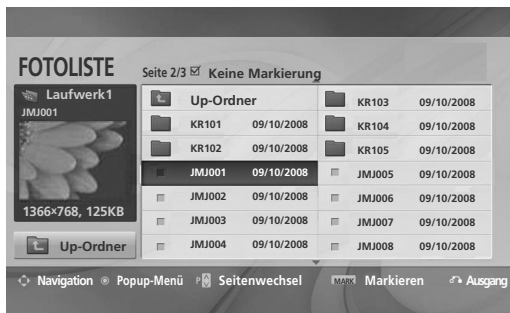 FOTOLISTE
Seite 2/3 Keine Markierung
Laufwerk1
JMJ001
1366×768, 125KB
Up-Ordner
Up-Ordner
KR101 09/10/2008
KR102 09/10/2008
JMJ001 09/10/2008
JMJ002 09/10/2008
JMJ003 09/10/2008
JMJ004 09/10/2008
KR103 09/10/2008
KR104 09/10/2008
KR105 09/10/2008
JMJ005 09/10/2008
JMJ006 09/10/2008
JMJ007 09/10/2008
JMJ008 09/10/2008
Navigation Popup-Menü P Seitenwechsel MARK Markieren Ausgang